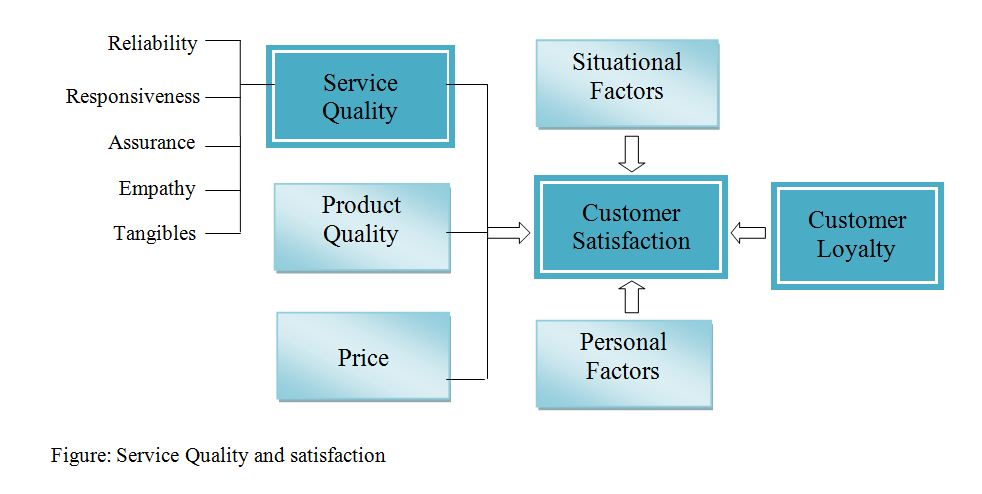 Reliability
Responsiveness
Assurance
Empathy
Tangibles
Service
Quality
Product
Quality
Price
Situational
Factors
Customer
Satisfaction
Personal
Factors
Customer
Loyalty
Figure: Service Quality and satisfaction